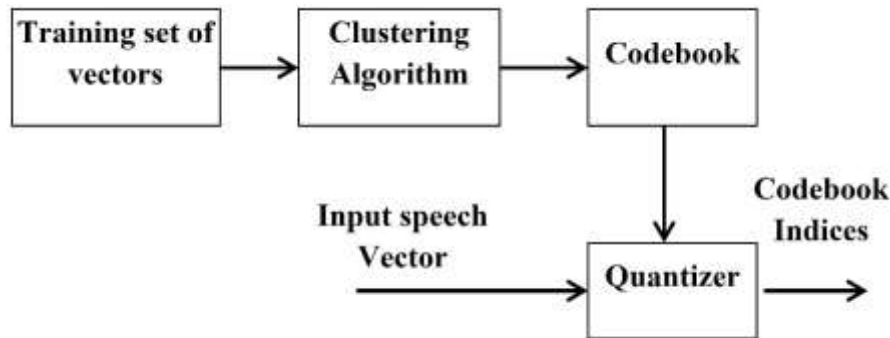 Training set of
vectors
Clustering
Algorithm
Codebook
Input speech
Vector
Quantizer
Codebook
Indices